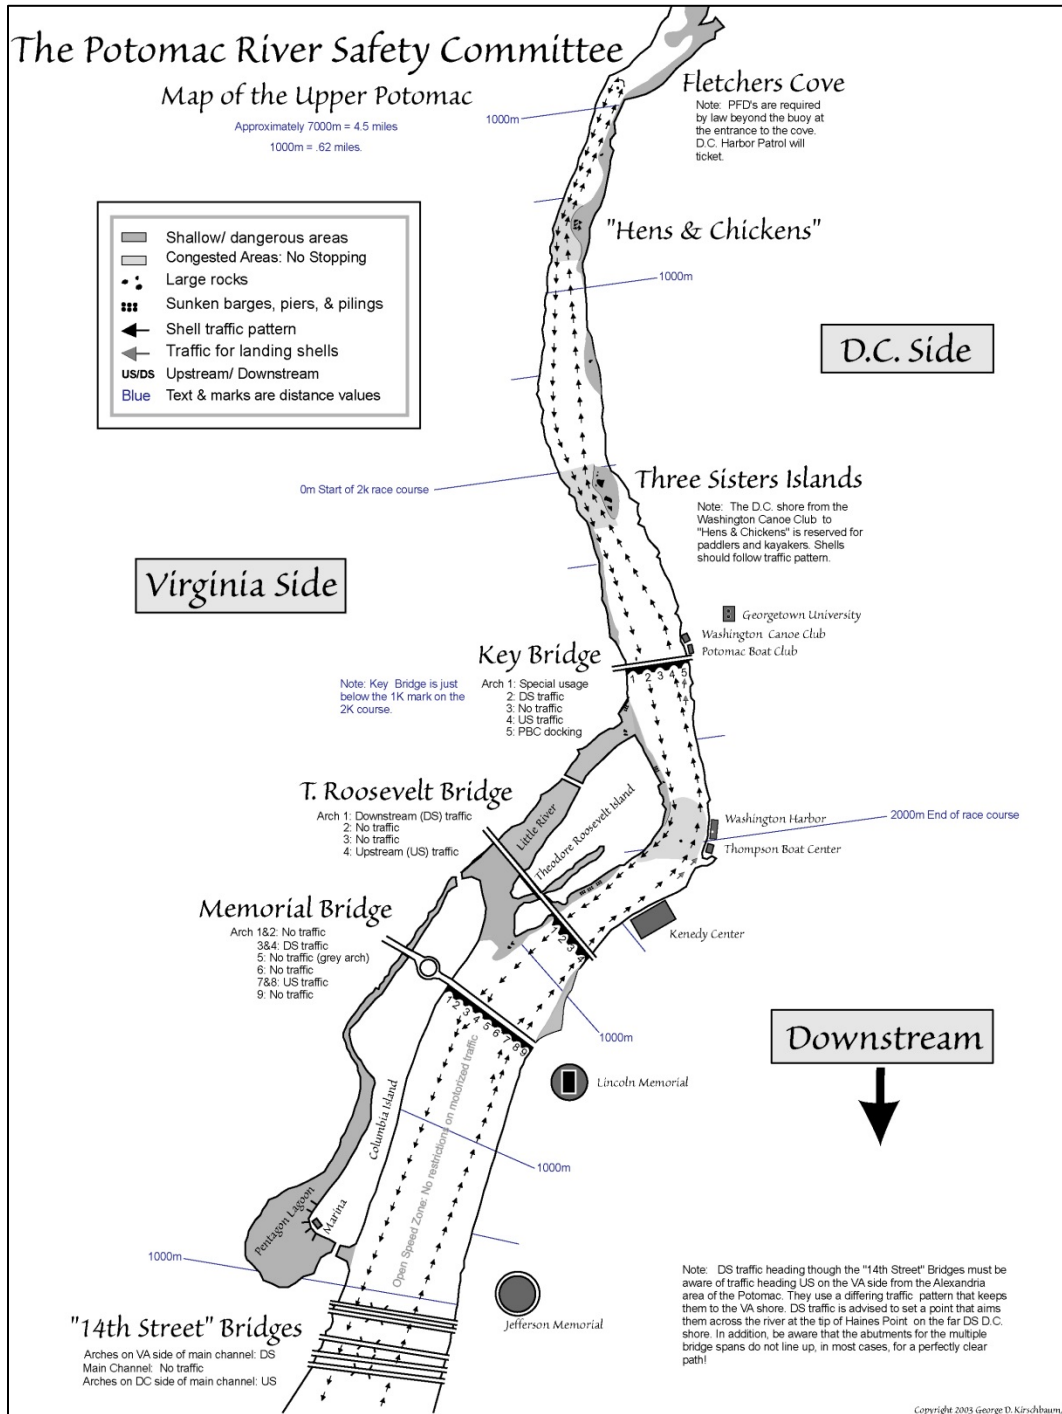 The Potomac River Safety Committee
Map of the Upper Potomac
Approximately 7000m = 4.5 miles
1000m = .62 miles.
1000m
Fletchers Cove
Note: PFD's are required
by law beyond the buoy at
the entrance to the cove.
D.C. Harbor Patrol will
ticket.
Shallow/ dangerous areas
Congested Areas: No Stopping
Large rocks
Sunken barges, piers, & pilings
Shell traffic pattern
Traffic for landing shells
US/DS Upstream/ Downstream
Blue Text & marks are distance values
"Hens & Chickens"
1000m
D.C. Side
0m Start of 2k race course
Three Sisters Islands
Note: The D.C. shore from the
Washington Canoe Club to
"Hens & Chickens" is reserved for
paddlers and kayakers. Shells
should follow traffic pattern.
Virginia Side
Georgetown University
Washington Canoe Club
Potomac Boat Club
Key Bridge
1 2 3 4 5
Note: Key Bridge is just
below the 1K mark on the
2K course.
Arch 1: Special usage
2: DS traffic
3: No traffic
4: US traffic
5: PBC docking
T. Roosevelt Bridge
Arch 1: Downstream (DS) traffic
2: No traffic
3: No traffic
4: Upstream (US) traffic
Little River
Theodore Roosevelt Island
Washington Harbor
2000m End of race course
Thompson Boat Center
Memorial Bridge
Arch 1&2: No traffic
3&4: DS traffic
5: No traffic (grey arch)
6: No traffic
7&8: US traffic
9: No traffic
1 2 3 4
Kenedy Center
1 2 3 4 5 6 7 8 9
1000m
Downstream
Lincoln Memorial
Columbia Island
Open Speed Zone: No restrictions on motorized traffic
1000m
Pentagon Lagoon
Marina
1000m
Jefferson Memorial
"14th Street" Bridges
Arches on VA side of main channel: DS
Main Channel: No traffic
Arches on DC side of main channel: US
Note: DS traffic heading though the "14th Street" Bridges must be
aware of traffic heading US on the VA side from the Alexandria
area of the Potomac. They use a differing traffic pattern that keeps
them to the VA shore. DS traffic is advised to set a point that aims
them across the river at the tip of Haines Point on the far DS D.C.
shore. In addition, be aware that the abutments for the multiple
bridge spans do not line up, in most cases, for a perfectly clear
path!
Copyright 2003 George D. Kirschbaum,